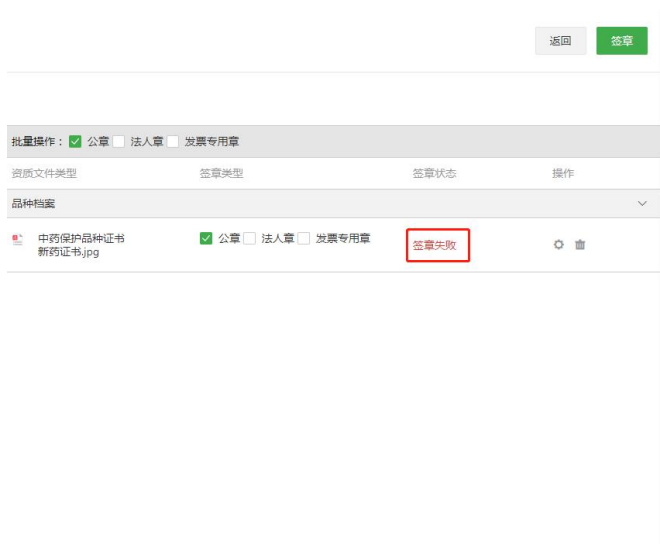 返回 签章
批量操作： 公章 法人章 发票专用章
资质文件类型 签章类型 签章状态 操作
品种档案
中药保护品种证书 公章 法人章 发票专用章 签章失败
新药证书.jpg